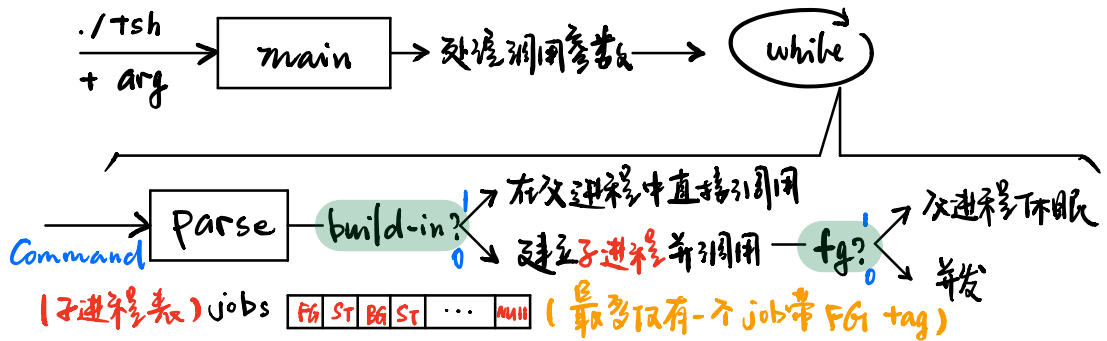 ./tsh
+ arg
main
处理调用参数
while
Command
parse
build-in?
1
0
在父进程中直接调用
建立子进程并调用
fg?
1
0
父进程休眠
并发
(子进程表) jobs
FG ST BG ST ... null
(最多仅有一个job带 FG tag)